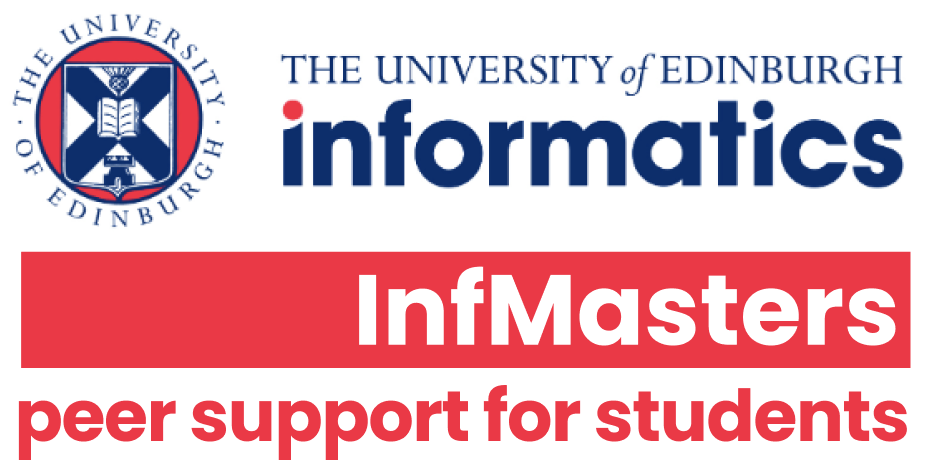 THE UNIVERSITY OF EDINBURGH
THE UNIVERSITY of EDINBURGH
informatics
InfMasters
peer support for students